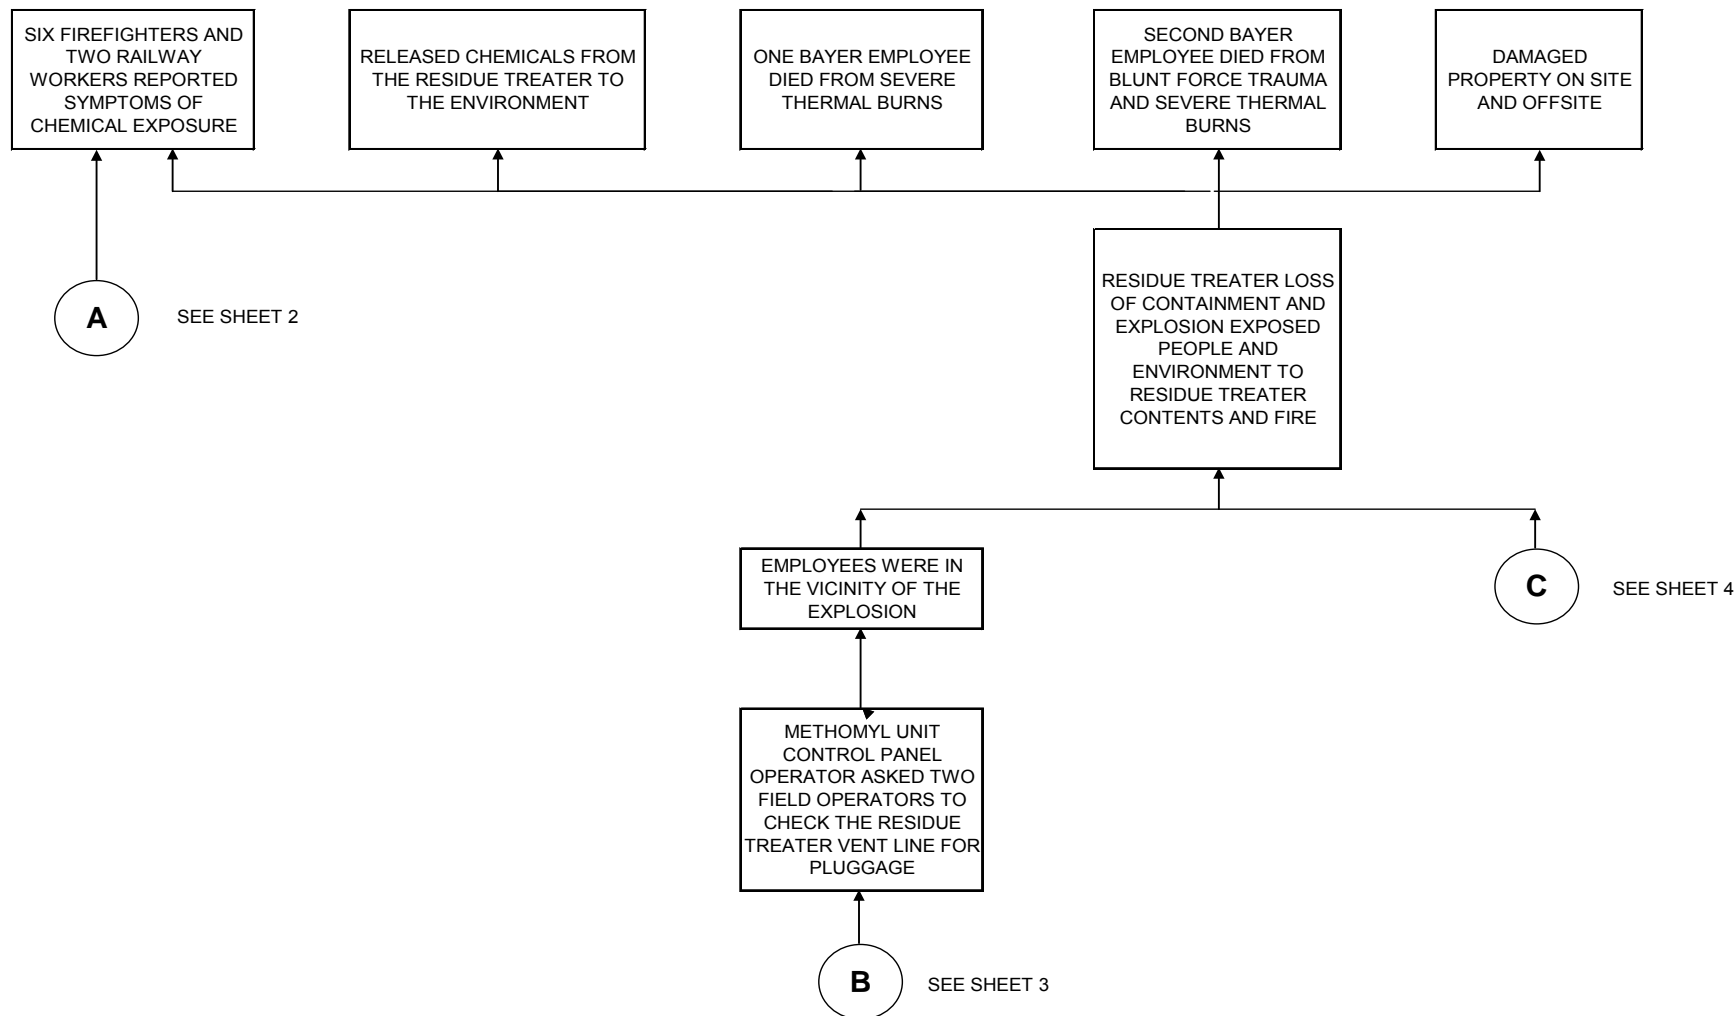 SIX FIREFIGHTERS AND
TWO RAILWAY
WORKERS REPORTED
SYMPTOMS OF
CHEMICAL EXPOSURE
RELEASED CHEMICALS FROM
THE RESIDUE TREATER TO
THE ENVIRONMENT
ONE BAYER EMPLOYEE
DIED FROM SEVERE
THERMAL BURNS
SECOND BAYER
EMPLOYEE DIED FROM
BLUNT FORCE TRAUMA
AND SEVERE THERMAL
BURNS
DAMAGED
PROPERTY ON SITE
AND OFFSITE
A
SEE SHEET 2
RESIDUE TREATER LOSS
OF CONTAINMENT AND
EXPLOSION EXPOSED
PEOPLE AND
ENVIRONMENT TO
RESIDUE TREATER
CONTENTS AND FIRE
EMPLOYEES WERE IN
THE VICINITY OF THE
EXPLOSION
C
SEE SHEET 4
METHOMYL UNIT
CONTROL PANEL
OPERATOR ASKED TWO
FIELD OPERATORS TO
CHECK THE RESIDUE
TREATER VENT LINE FOR
PLUGGAGE
B
SEE SHEET 3